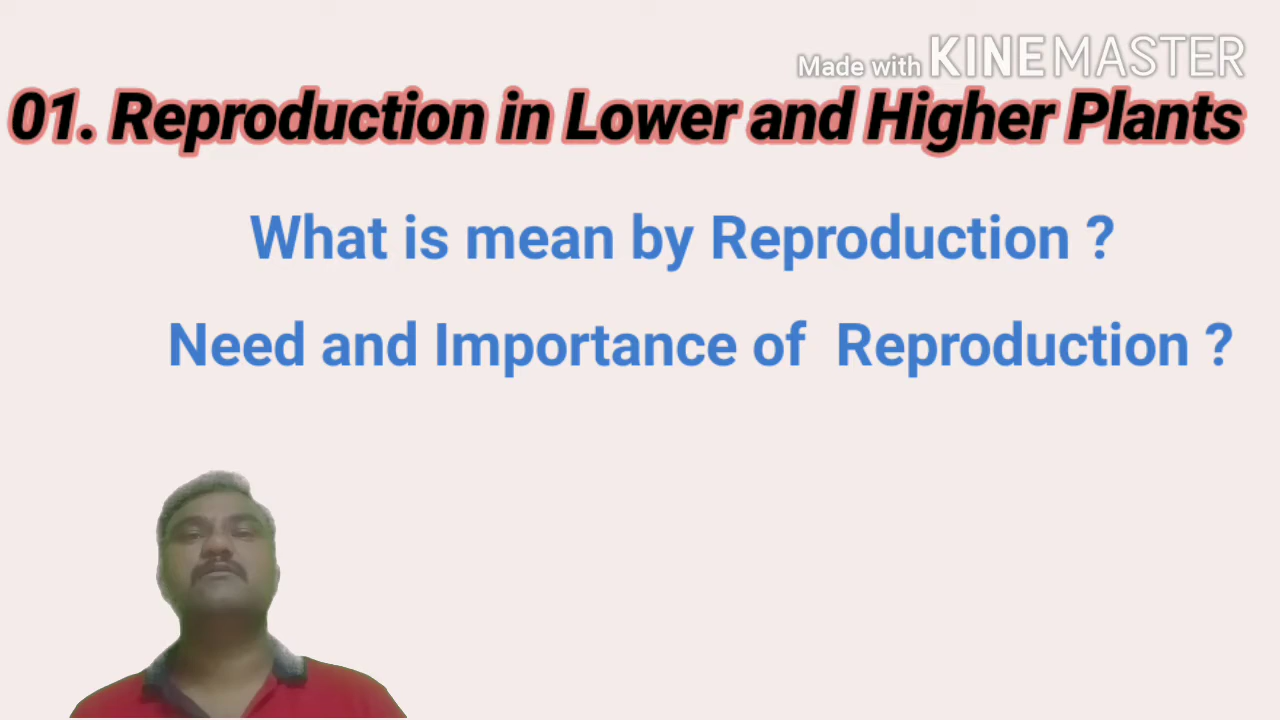 Made with KINEMASTER
01. Reproduction in Lower and Higher Plants
What is mean by Reproduction ?
Need and Importance of Reproduction ?